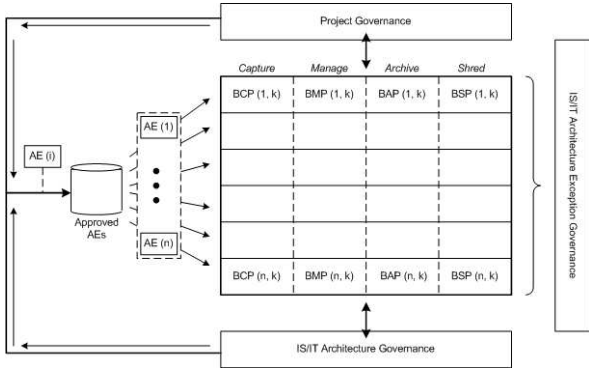 Project Governance
Capture Manage Archive Shred
BCP (1, k) BMP (1, k) BAP (1, k) BSP (1, k)
AE (1)
AE (i)
Approved
AEs
AE (n)
BCP (n, k) BMP (n, k) BAP (n, k) BSP (n, k)
IS/IT Architecture Exception Governance
IS/IT Architecture Governance